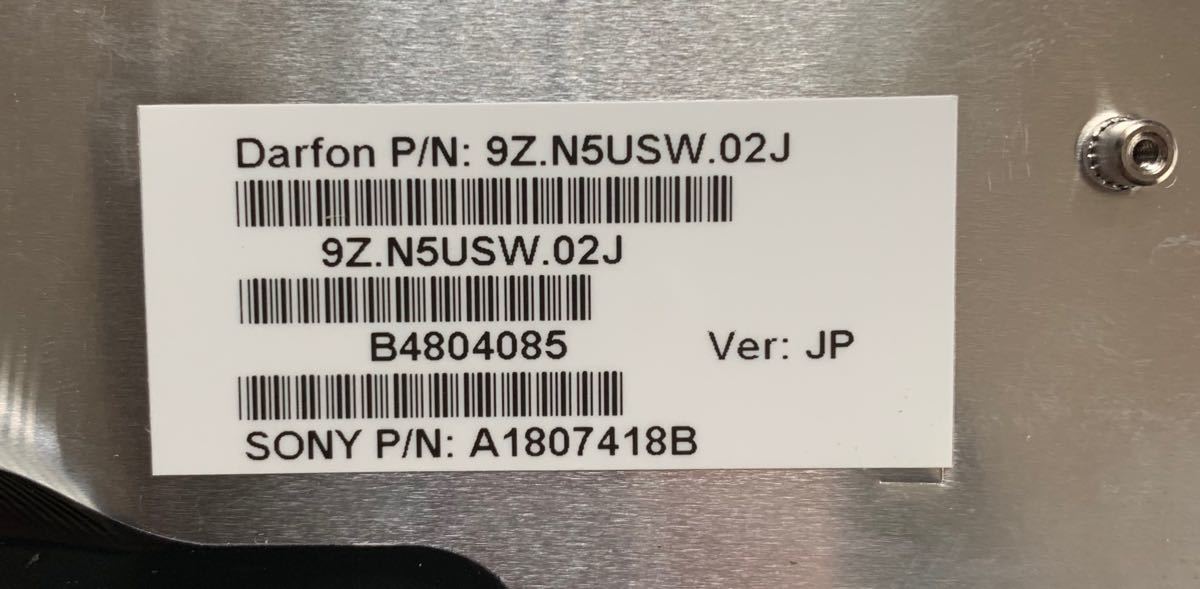 Darfon P/N: 9Z.N5USW.02J
9Z.N5USW.02J
B4804085 Ver: JP
SONY P/N: A1807418B